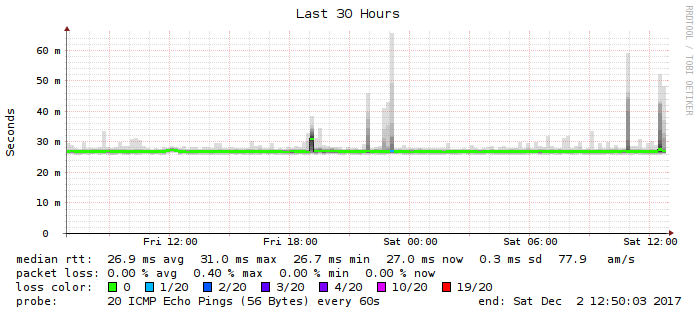 Last 30 Hours
RRDTOOL / TOBI OETIKER
Seconds
60 m
50 m
40 m
30 m
20 m
10 m
0
Fri 12:00 Fri 18:00 Sat 00:00 Sat 06:00 Sat 12:00
median rtt: 26.9 ms avg 31.0 ms max 26.7 ms min 27.0 ms now 0.3 ms sd 77.9 am/s
packet loss: 0.00 % avg 0.40 % max 0.00 % min 0.00 % now
loss color: 0 1/20 2/20 3/20 4/20 10/20 19/20
probe: 20 ICMP Echo Pings (56 Bytes) every 60s end: Sat Dec 2 12:50:03 2017